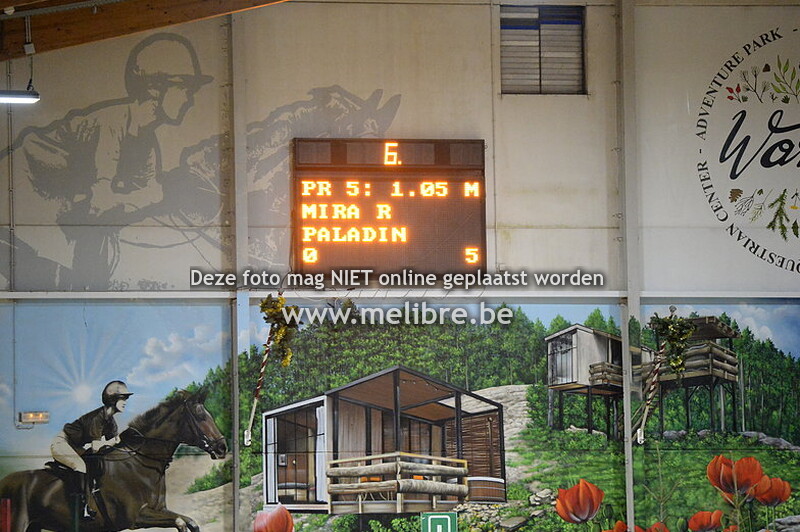 6.
PR 5: 1.05 M
MIRA R
PALADIN
0 5
Deze foto mag NIET online geplaatst worden
www.melibre.be
EQUESTRIAN CENTER - ADVENTURE PARK -